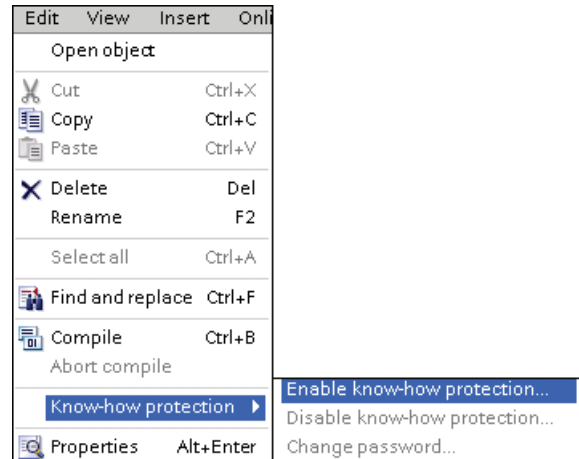 Edit View Insert Onli
Open object
Cut Ctrl+X
Copy Ctrl+C
Paste Ctrl+V
Delete Del
Rename F2
Select all Ctrl+A
Find and replace Ctrl+F
Compile Ctrl+B
Abort compile
Know-how protection
Enable know-how protection...
Disable know-how protection...
Properties Alt+Enter
Change password...